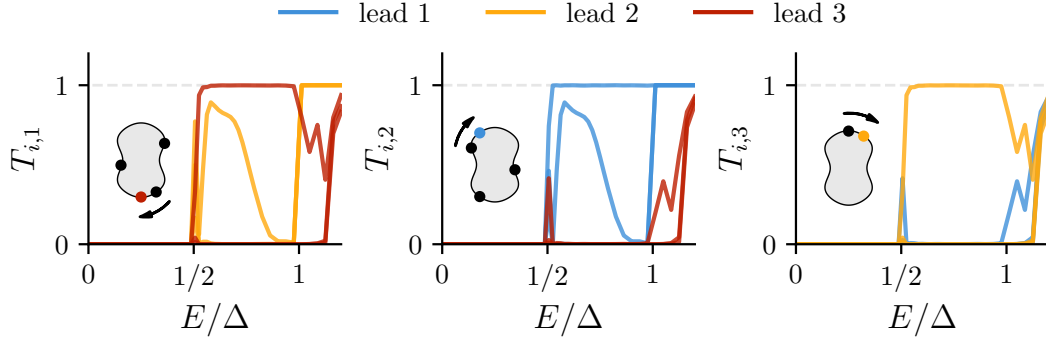 lead 1 lead 2 lead 3
T_{i,1} 1 0 0 1/2 1 E/Δ
T_{i,2} 1 0 0 1/2 1 E/Δ
T_{i,3} 1 0 0 1/2 1 E/Δ